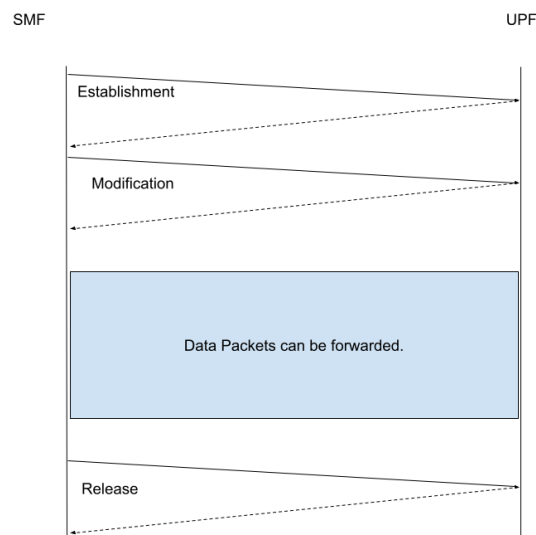 SMF
UPF
Establishment
Modification
Data Packets can be forwarded.
Release